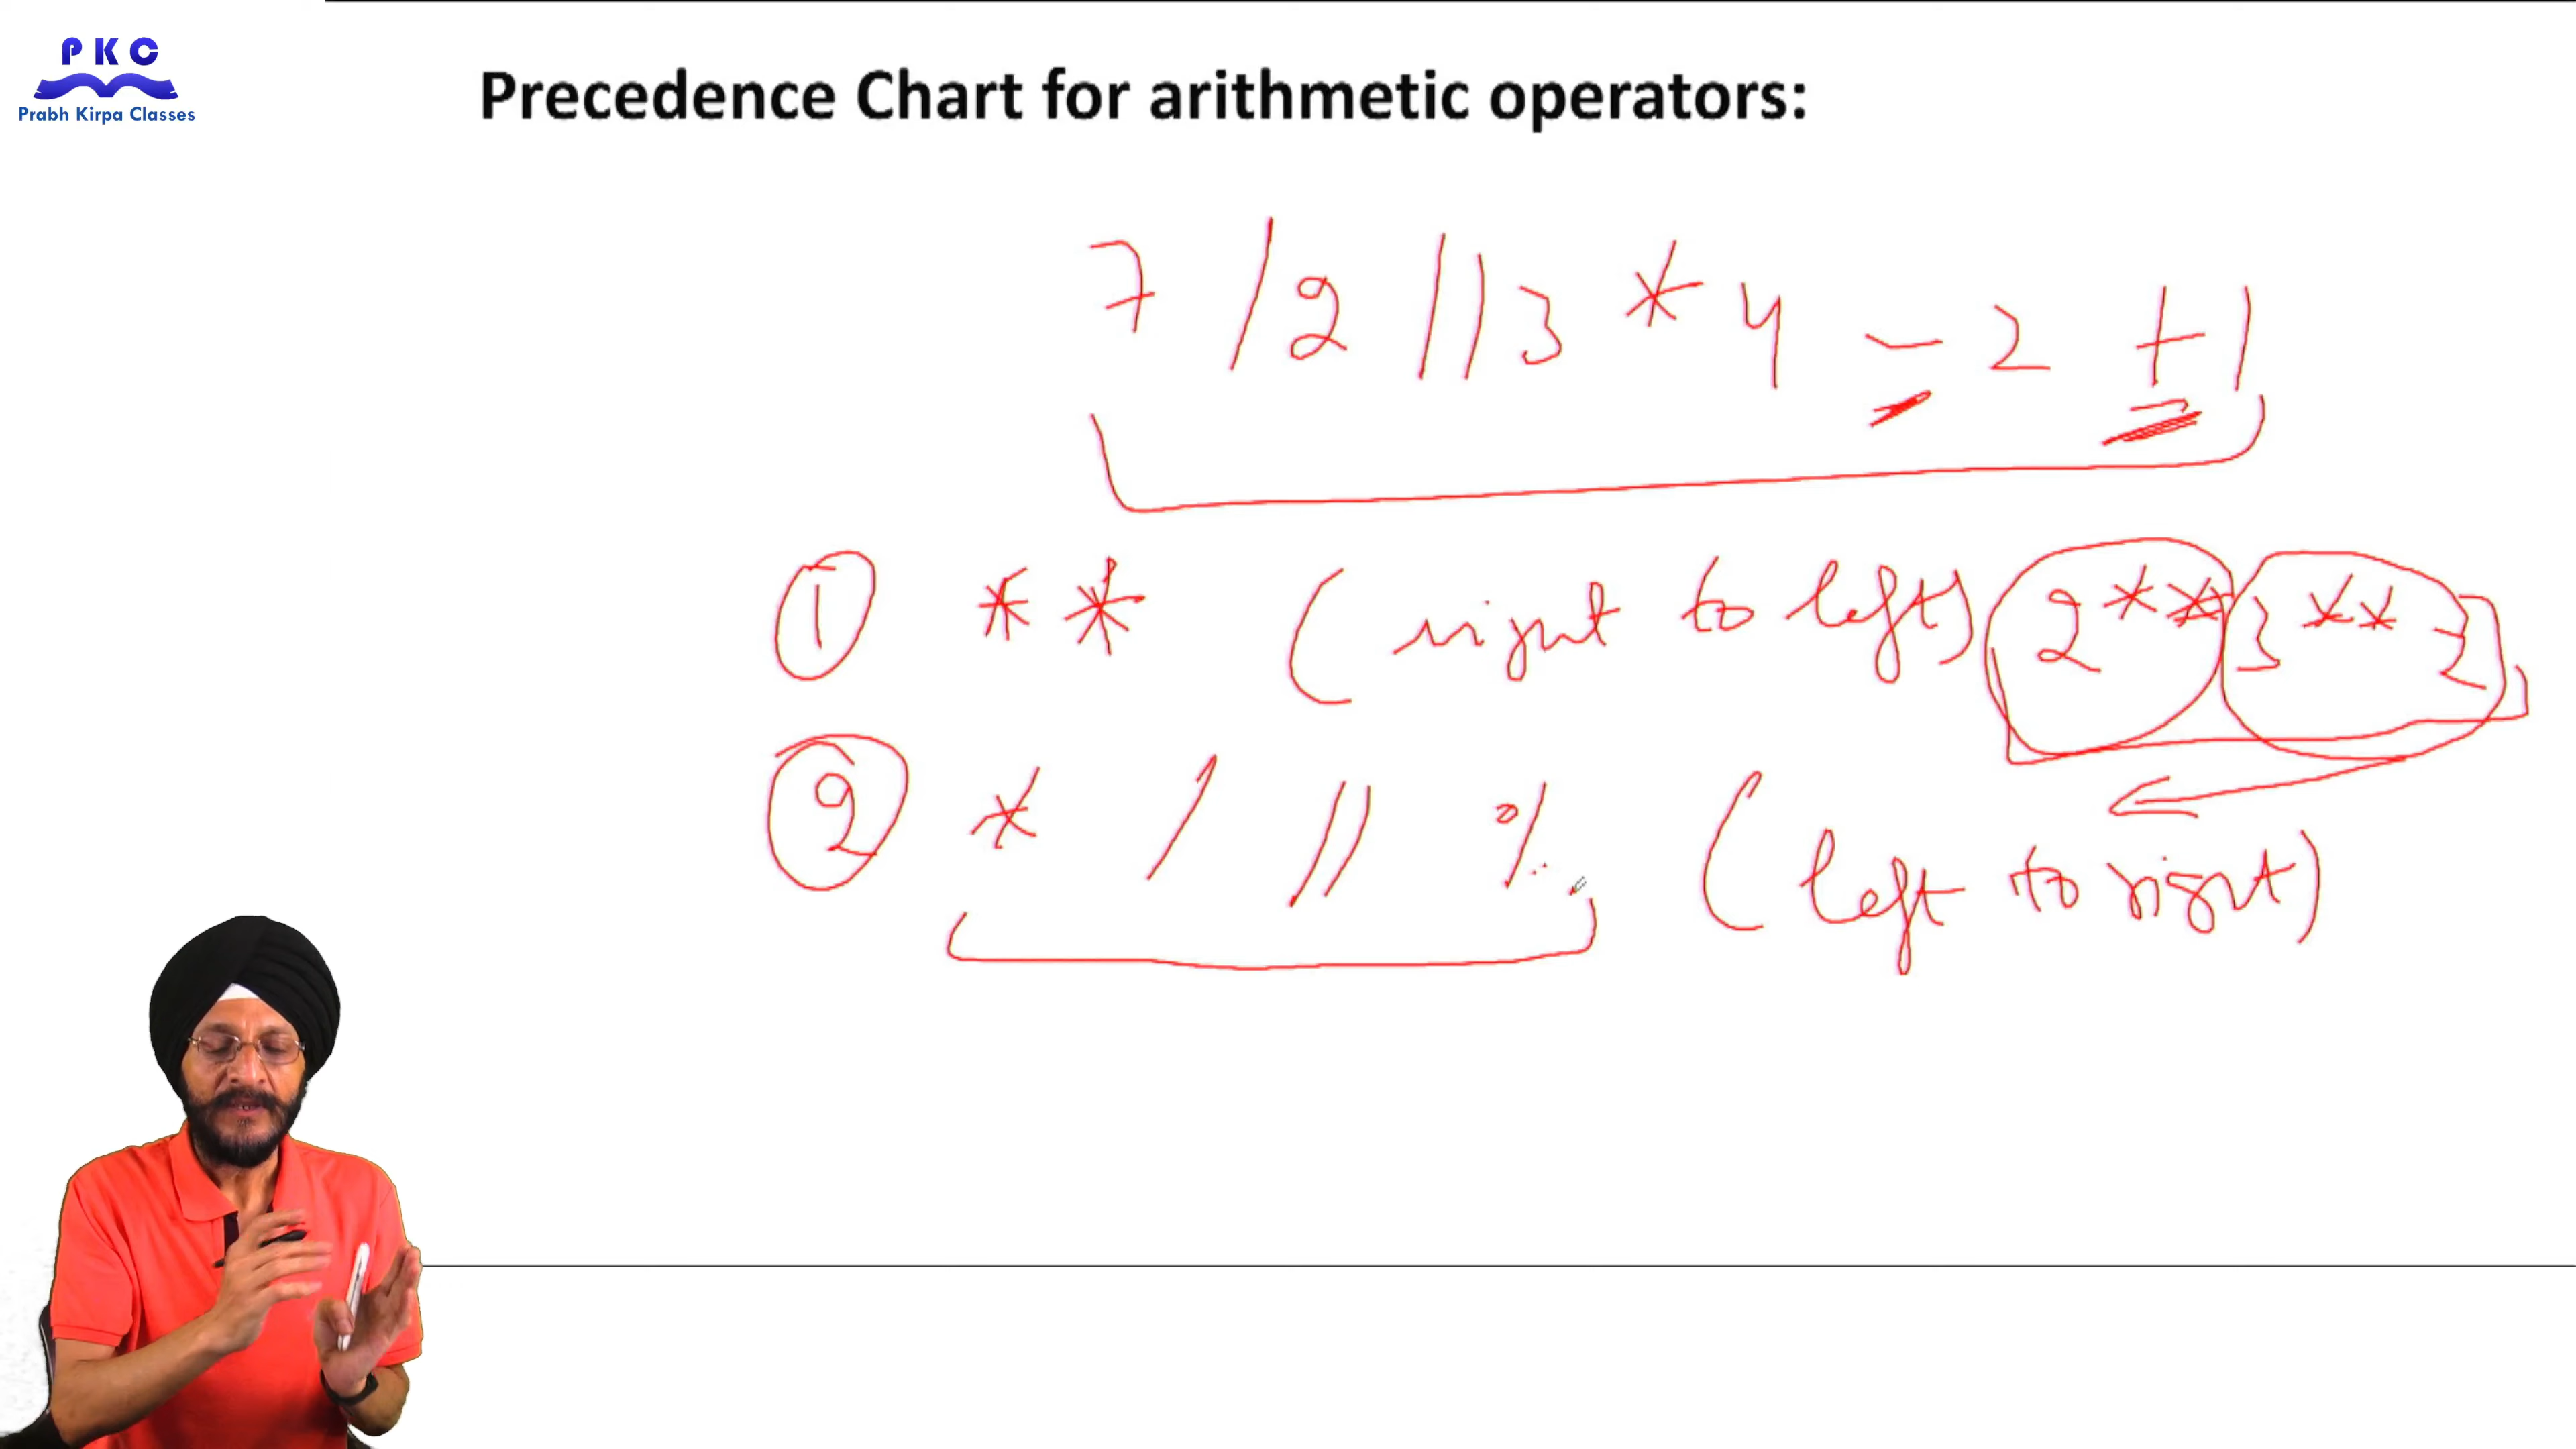 PKC
Prabh Kirpa Classes
Precedence Chart for arithmetic operators:
7 / 2 // 3 * 4 - 2 + 1
① ** (right to left) 2 ** 3 ** 2
② * / // % (left to right)